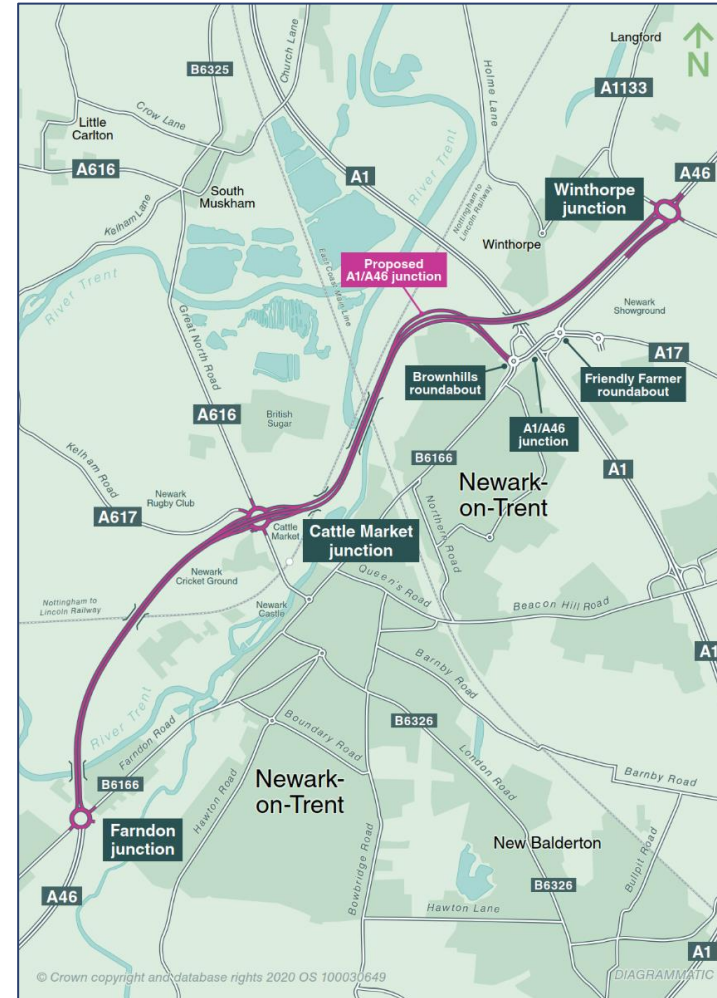 Langford
N
B6325
Church Lane
Holme Lane
A1133
Crow Lane
Little
Carlton
A616
A1
River Trent
A46
South
Muskham
Nottingham to
Lincoln Railway
Winthorpe
junction
Kelham Lane
Winthorpe
Proposed
A1/A46 junction
East Coast Main Line
River Trent
Great North Road
Newark
Showground
A17
Brownhills
roundabout
Friendly Farmer
roundabout
A1/A46
junction
A616
British
Sugar
B6166
A1
Kelham Road
Newark
Rugby Club
Newark-
on-Trent
A617
Cattle
Market
Cattle Market
junction
Northern Road
Newark
Cricket Ground
Queen's Road
Nottingham to
Lincoln Railway
Newark
Castle
Beacon Hill Road
A1
River Trent
Farndon Road
Barnby Road
B6326
Boundary Road
London Road
B6166
Newark-
on-Trent
Barnby Road
Hawton Road
Farndon
junction
Bowbridge Road
New Balderton
Bullpit Road
A46
B6326
Hawton Lane
A1
© Crown copyright and database rights 2020 OS 100030649
DIAGRAMMATIC